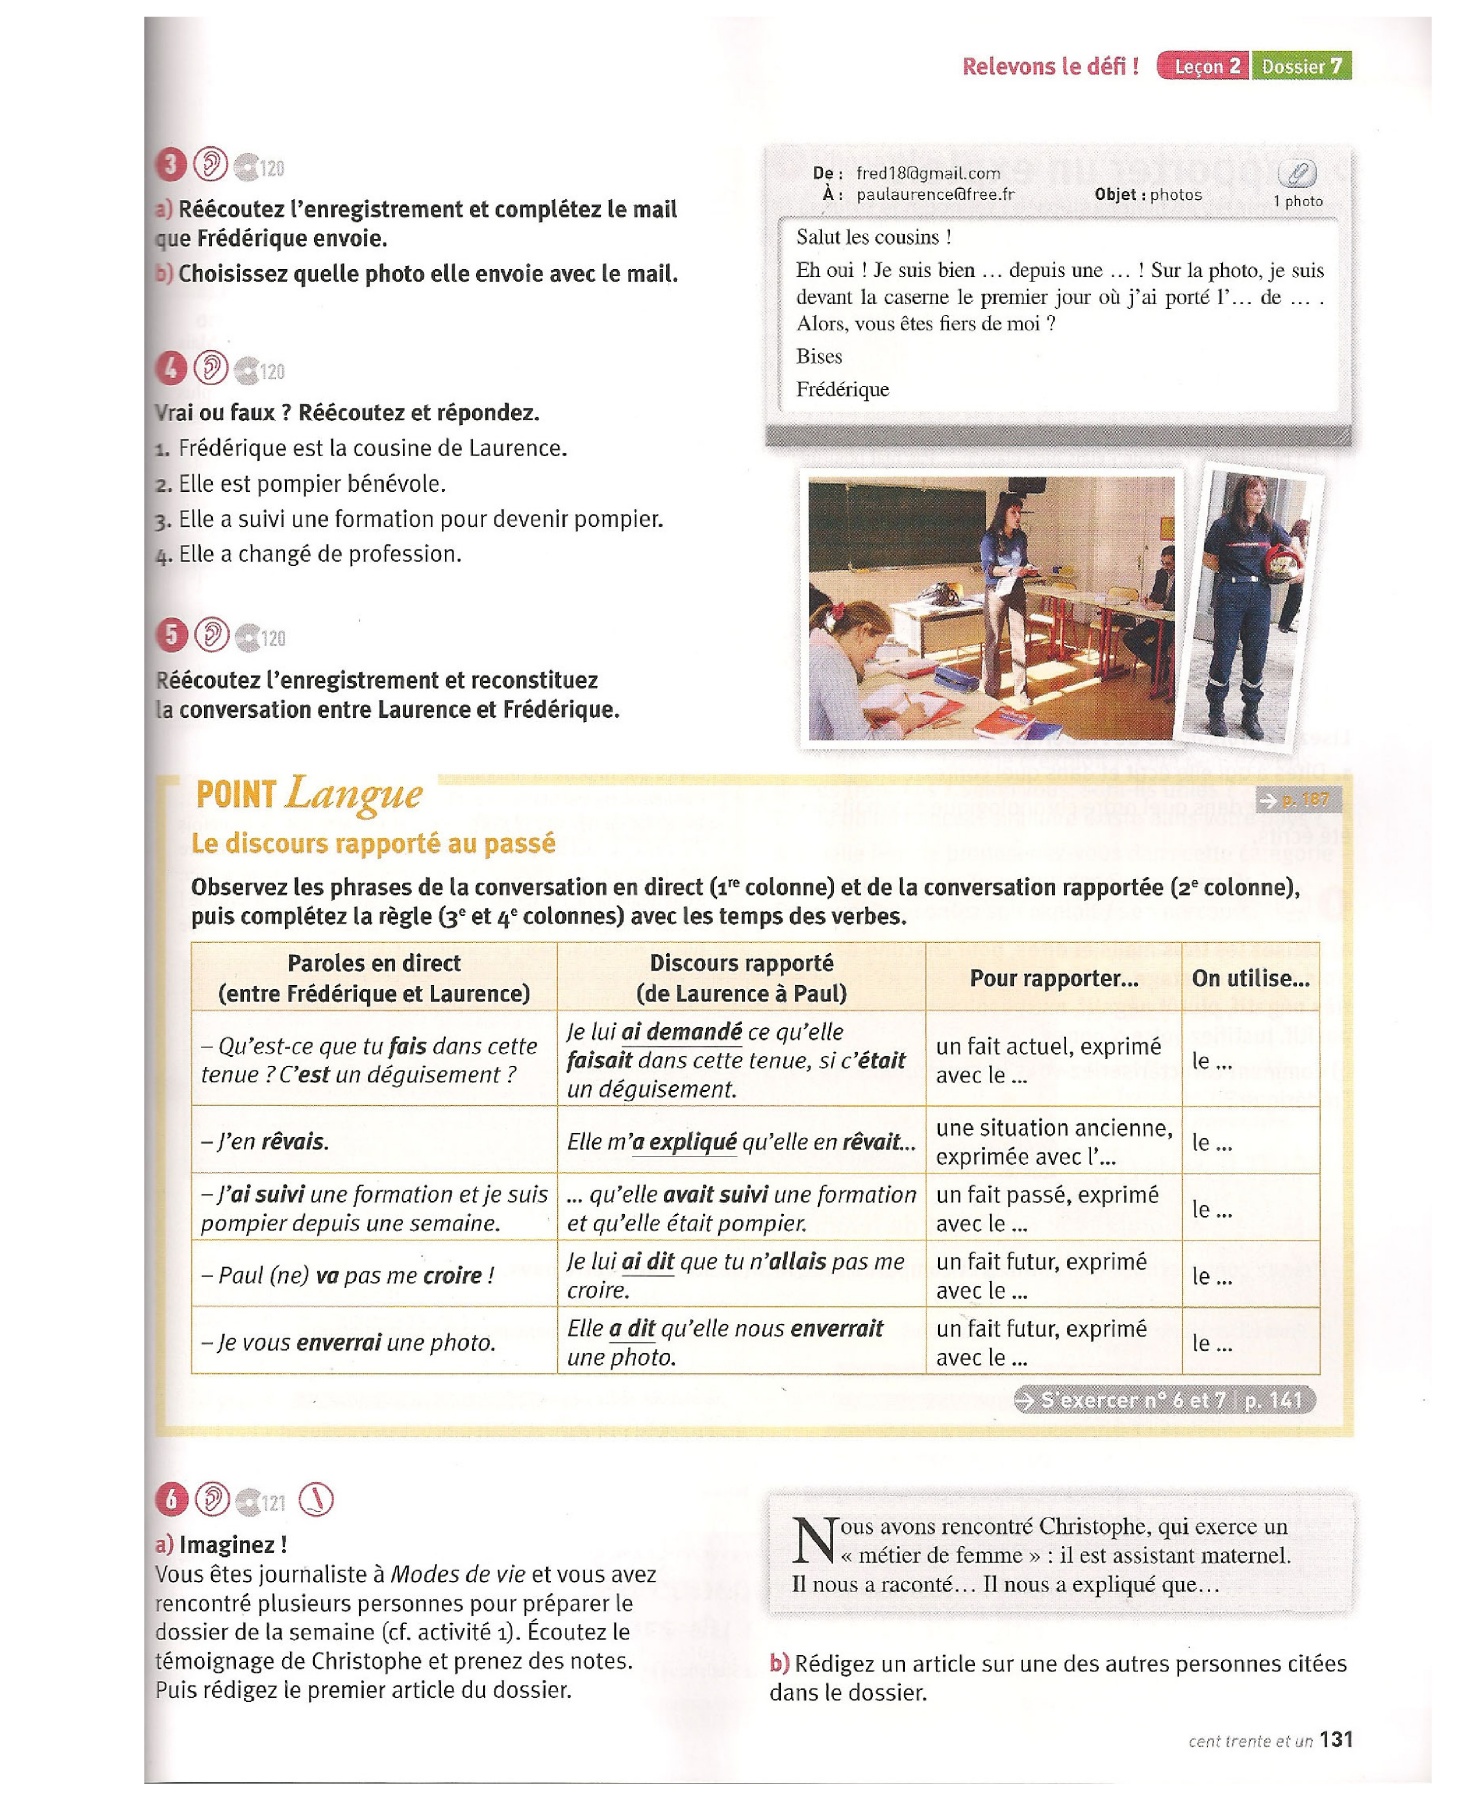 Relevons le défi ! Leçon 2 Dossier 7
3 120
a) Réécoutez l'enregistrement et complétez le mail
que Frédérique envoie.
b) Choisissez quelle photo elle envoie avec le mail.
4 120
Vrai ou faux ? Réécoutez et répondez.
1. Frédérique est la cousine de Laurence.
2. Elle est pompier bénévole.
3. Elle a suivi une formation pour devenir pompier.
4. Elle a changé de profession.
5 120
Réécoutez l'enregistrement et reconstituez
la conversation entre Laurence et Frédérique.
De : fred18@gmail.com
À : paulaurence@free.fr Objet : photos 1 photo
Salut les cousins !
Eh oui ! Je suis bien … depuis une … ! Sur la photo, je suis
devant la caserne le premier jour où j'ai porté l'… de … .
Alors, vous êtes fiers de moi ?
Bises
Frédérique
POINT Langue
→ p. 187
Le discours rapporté au passé
Observez les phrases de la conversation en direct (1re colonne) et de la conversation rapportée (2e colonne),
puis complétez la règle (3e et 4e colonnes) avec les temps des verbes.
Paroles en direct
(entre Frédérique et Laurence)
Discours rapporté
(de Laurence à Paul)
Pour rapporter...
On utilise...
– Qu'est-ce que tu fais dans cette
tenue ? C'est un déguisement ?
Je lui ai demandé ce qu'elle
faisait dans cette tenue, si c'était
un déguisement.
un fait actuel, exprimé
avec le ...
le ...
– J'en rêvais.
Elle m'a expliqué qu'elle en rêvait...
une situation ancienne,
exprimée avec l'...
le ...
– J'ai suivi une formation et je suis
pompier depuis une semaine.
... qu'elle avait suivi une formation
et qu'elle était pompier.
un fait passé, exprimé
avec le ...
le ...
– Paul (ne) va pas me croire !
Je lui ai dit que tu n'allais pas me
croire.
un fait futur, exprimé
avec le ...
le ...
– Je vous enverrai une photo.
Elle a dit qu'elle nous enverrait
une photo.
un fait futur, exprimé
avec le ...
le ...
→ S'exercer n° 6 et 7 | p. 141
6 121
a) Imaginez !
Vous êtes journaliste à Modes de vie et vous avez
rencontré plusieurs personnes pour préparer le
dossier de la semaine (cf. activité 1). Écoutez le
témoignage de Christophe et prenez des notes.
Puis rédigez le premier article du dossier.
Nous avons rencontré Christophe, qui exerce un
« métier de femme » : il est assistant maternel.
Il nous a raconté… Il nous a expliqué que…
b) Rédigez un article sur une des autres personnes citées
dans le dossier.
cent trente et un 131